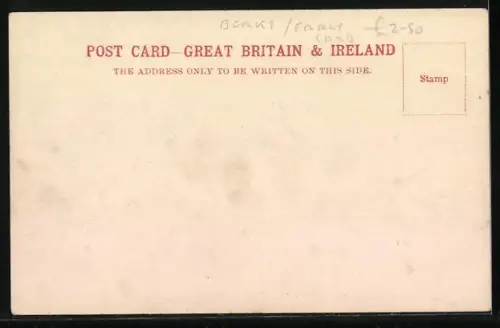 BERKS / EARLY £2-50
CARD
POST CARD—GREAT BRITAIN & IRELAND
THE ADDRESS ONLY TO BE WRITTEN ON THIS SIDE.
Stamp